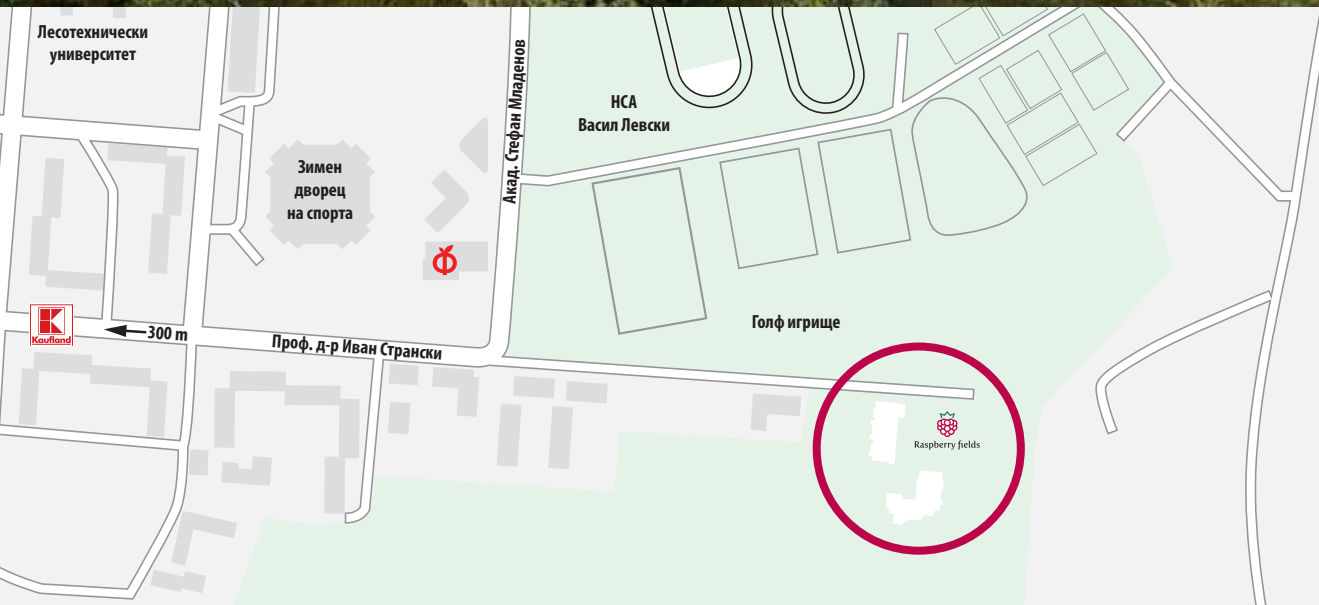 Лесотехнически
университет
Акад. Стефан Младенов
НСА
Васил Левски
Зимен
дворец
на спорта
Ф
K
Kaufland
300 m
Проф. д-р Иван Странски
Голф игрище
Raspberry fields